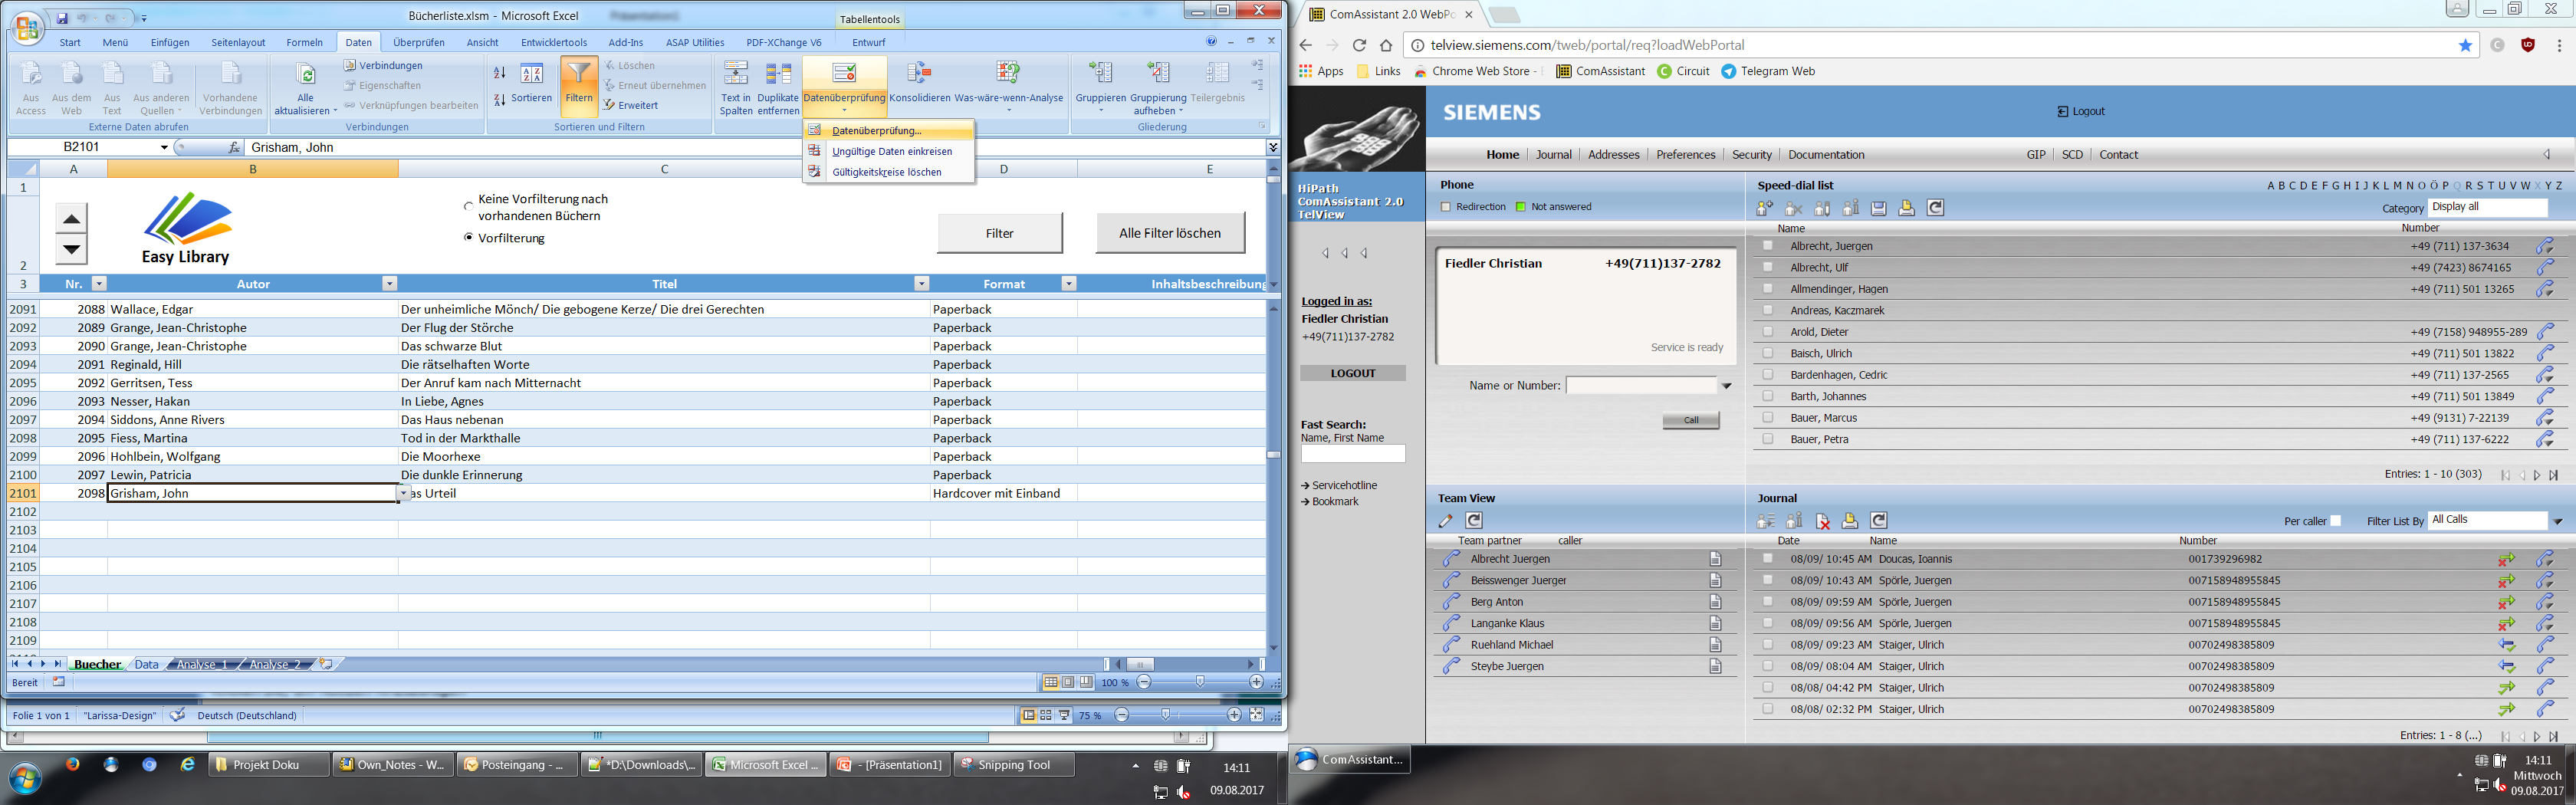 Bücherliste.xlsm - Microsoft Excel
Tabellentools
Start Menü Einfügen Seitenlayout Formeln Daten Überprüfen Ansicht Entwicklertools Add-Ins ASAP Utilities PDF-XChange V6 Entwurf
Aus Access
Aus dem Web
Aus Text
Aus anderen Quellen
Vorhandene Verbindungen
Externe Daten abrufen
Alle aktualisieren
Verbindungen
Eigenschaften
Verknüpfungen bearbeiten
Verbindungen
Sortieren
Filtern
Löschen
Erneut übernehmen
Erweitert
Sortieren und Filtern
Text in Spalten
Duplikate entfernen
Datenüberprüfung
Konsolidieren
Was-wäre-wenn-Analyse
Gruppieren
Gruppierung aufheben
Teilergebnis
Gliederung
Datenüberprüfung...
Ungültige Daten einkreisen
Gültigkeitskreise löschen
B2101 fx Grisham, John
A B C D E
1
2
3
Easy Library
Keine Vorfilterung nach
vorhandenen Büchern
Vorfilterung
Filter
Alle Filter löschen
Nr. Autor Titel Format Inhaltsbeschreibung
2091 2088 Wallace, Edgar Der unheimliche Mönch/ Die gebogene Kerze/ Die drei Gerechten Paperback
2092 2089 Grange, Jean-Christophe Der Flug der Störche Paperback
2093 2090 Grange, Jean-Christophe Das schwarze Blut Paperback
2094 2091 Reginald, Hill Die rätselhaften Worte Paperback
2095 2092 Gerritsen, Tess Der Anruf kam nach Mitternacht Paperback
2096 2093 Nesser, Hakan In Liebe, Agnes Paperback
2097 2094 Siddons, Anne Rivers Das Haus nebenan Paperback
2098 2095 Fiess, Martina Tod in der Markthalle Paperback
2099 2096 Hohlbein, Wolfgang Die Moorhexe Paperback
2100 2097 Lewin, Patricia Die dunkle Erinnerung Paperback
2101 2098 Grisham, John as Urteil Hardcover mit Einband
2102
2103
2104
2105
2106
2107
2108
2109
Buecher Data Analyse_1 Analyse_2
Bereit 100 %
Folie 1 von 1 "Larissa-Design" Deutsch (Deutschland) 75 %
Projekt Doku
Own_Notes - W...
Posteingang - ...
*D:\Downloads\...
Microsoft Excel ...
- [Präsentation1]
Snipping Tool
14:11
09.08.2017
ComAssistant 2.0 WebPo
telview.siemens.com/tweb/portal/req?loadWebPortal
Apps Links Chrome Web Store - ComAssistant Circuit Telegram Web
SIEMENS
Logout
Home Journal Addresses Preferences Security Documentation GIP SCD Contact
HiPath
ComAssistant 2.0
TelView
Logged in as:
Fiedler Christian
+49(711)137-2782
LOGOUT
Fast Search:
Name, First Name
Servicehotline
Bookmark
Phone
Redirection Not answered
Fiedler Christian +49(711)137-2782
Service is ready
Name or Number:
Call
Speed-dial list
A B C D E F G H I J K L M N O Ö P Q R S T U V W X Y Z
Category Display all
Name Number
Albrecht, Juergen +49 (711) 137-3634
Albrecht, Ulf +49 (7423) 8674165
Allmendinger, Hagen +49 (711) 501 13265
Andreas, Kaczmarek
Arold, Dieter +49 (7158) 948955-289
Baisch, Ulrich +49 (711) 501 13822
Bardenhagen, Cedric +49 (711) 137-2565
Barth, Johannes +49 (711) 501 13849
Bauer, Marcus +49 (9131) 7-22139
Bauer, Petra +49 (711) 137-6222
Entries: 1 - 10 (303)
Team View
Team partner caller
Albrecht Juergen
Beisswenger Juerger
Berg Anton
Langanke Klaus
Ruehland Michael
Steybe Juergen
Journal
Per caller Filter List By All Calls
Date Name Number
08/09/ 10:45 AM Doucas, Ioannis 001739296982
08/09/ 10:43 AM Spörle, Juergen 007158948955845
08/09/ 09:59 AM Spörle, Juergen 007158948955845
08/09/ 09:56 AM Spörle, Juergen 007158948955845
08/09/ 09:23 AM Staiger, Ulrich 00702498385809
08/09/ 08:04 AM Staiger, Ulrich 00702498385809
08/08/ 04:42 PM Staiger, Ulrich 00702498385809
08/08/ 02:32 PM Staiger, Ulrich 00702498385809
Entries: 1 - 8 (...)
ComAssistant...
14:11
Mittwoch
09.08.2017